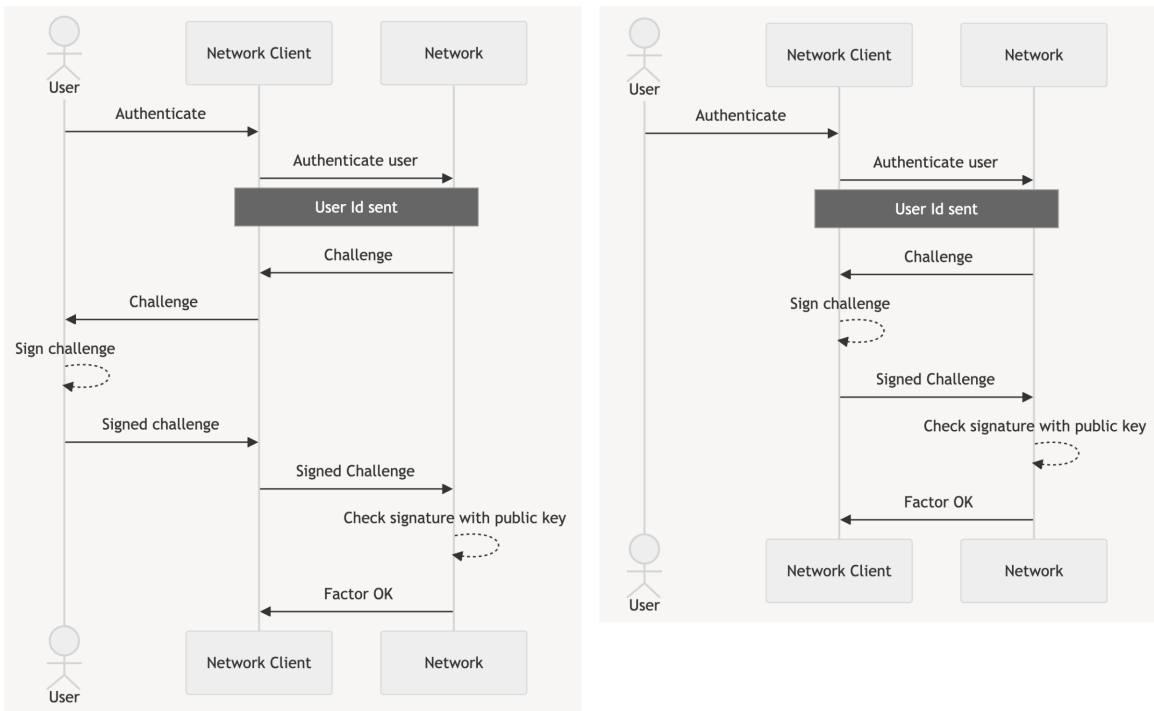 User
Network Client
Network
Authenticate
Authenticate user
User Id sent
Challenge
Challenge
Sign challenge
Signed challenge
Signed Challenge
Check signature with public key
Factor OK
User
Network Client
Network
User
Network Client
Network
Authenticate
Authenticate user
User Id sent
Challenge
Sign challenge
Signed Challenge
Check signature with public key
Factor OK
User
Network Client
Network